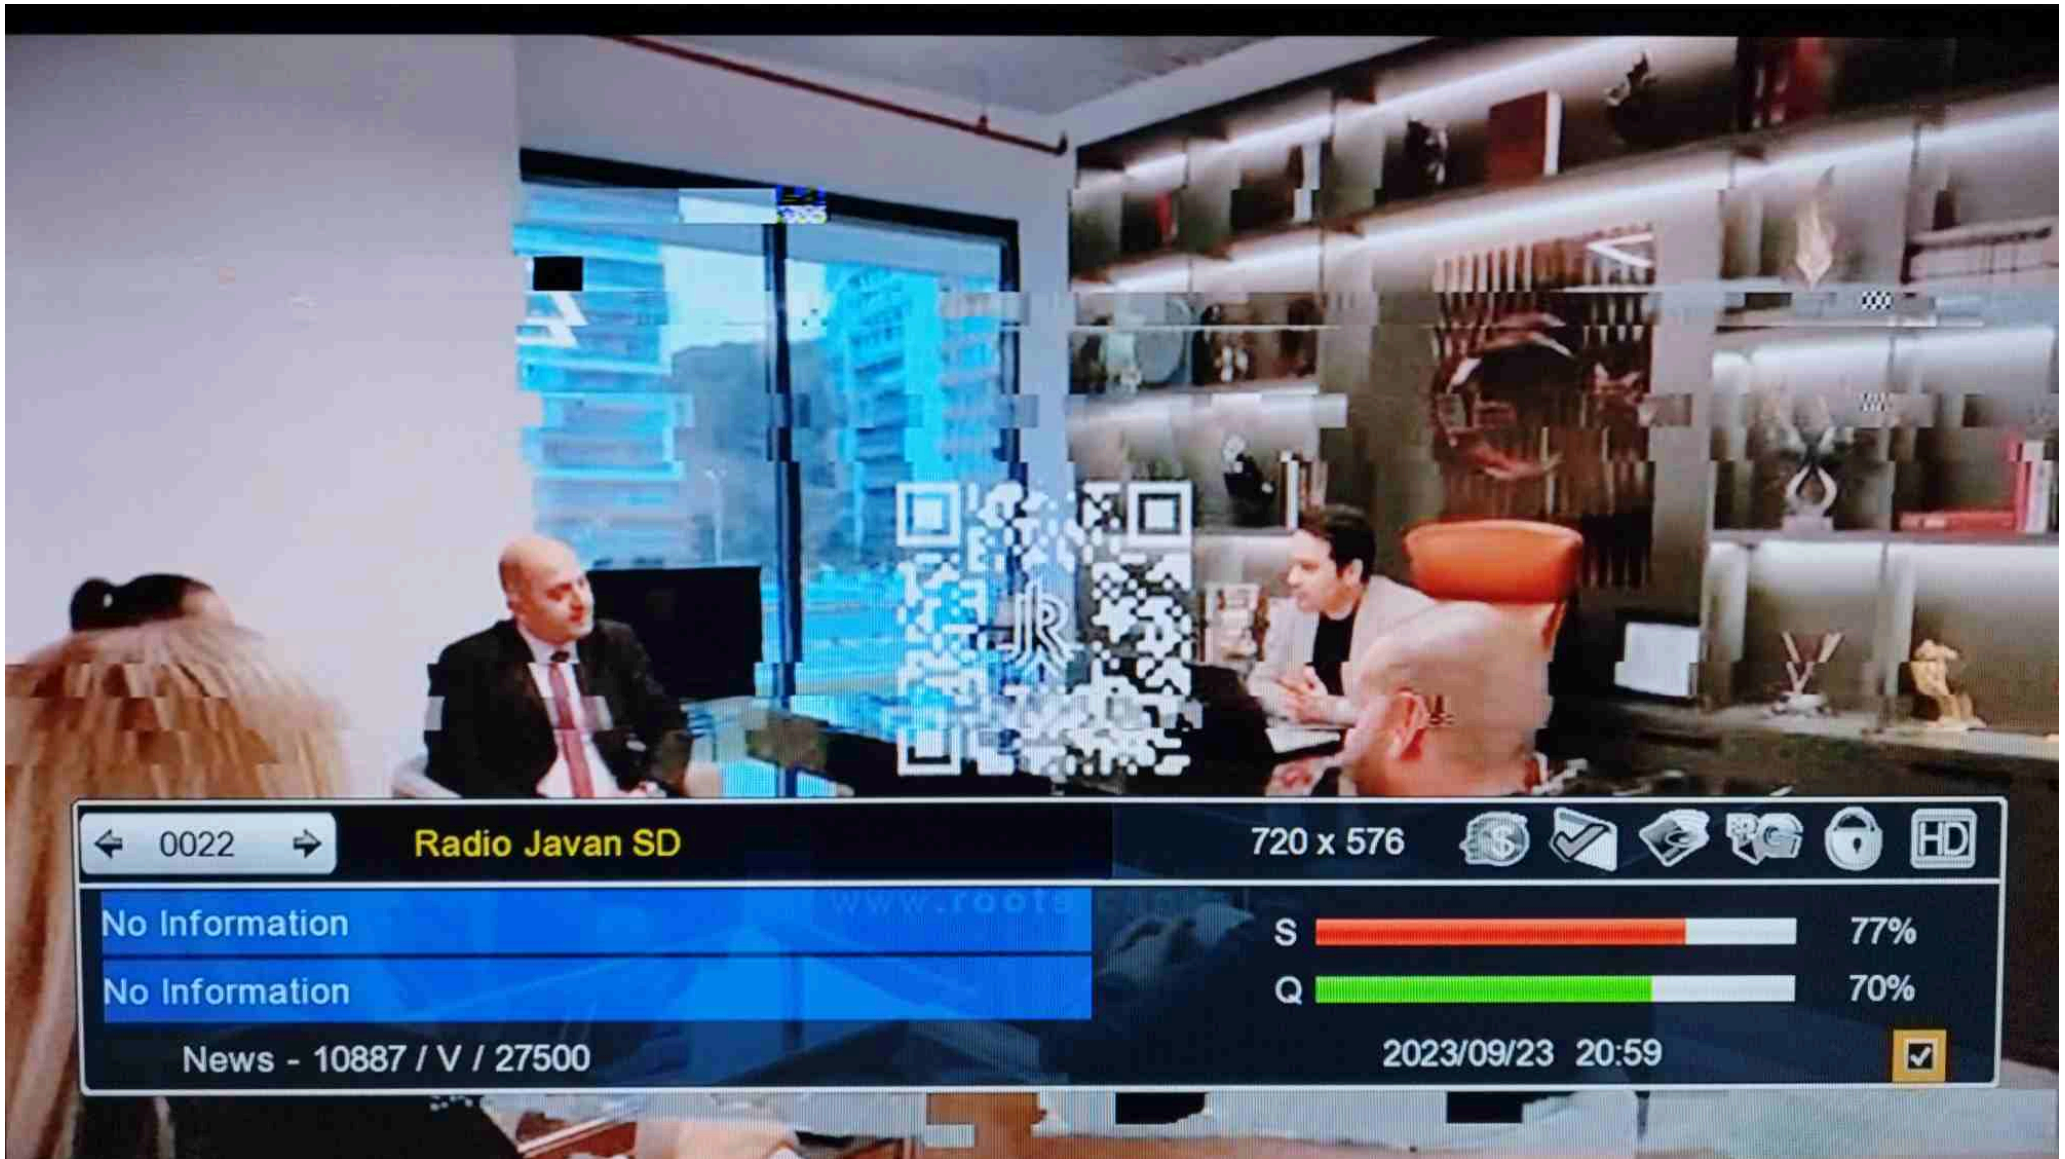 0022
Radio Javan SD
720 x 576
HD
No Information
S 77%
No Information
Q 70%
News - 10887 / V / 27500
2023/09/23 20:59